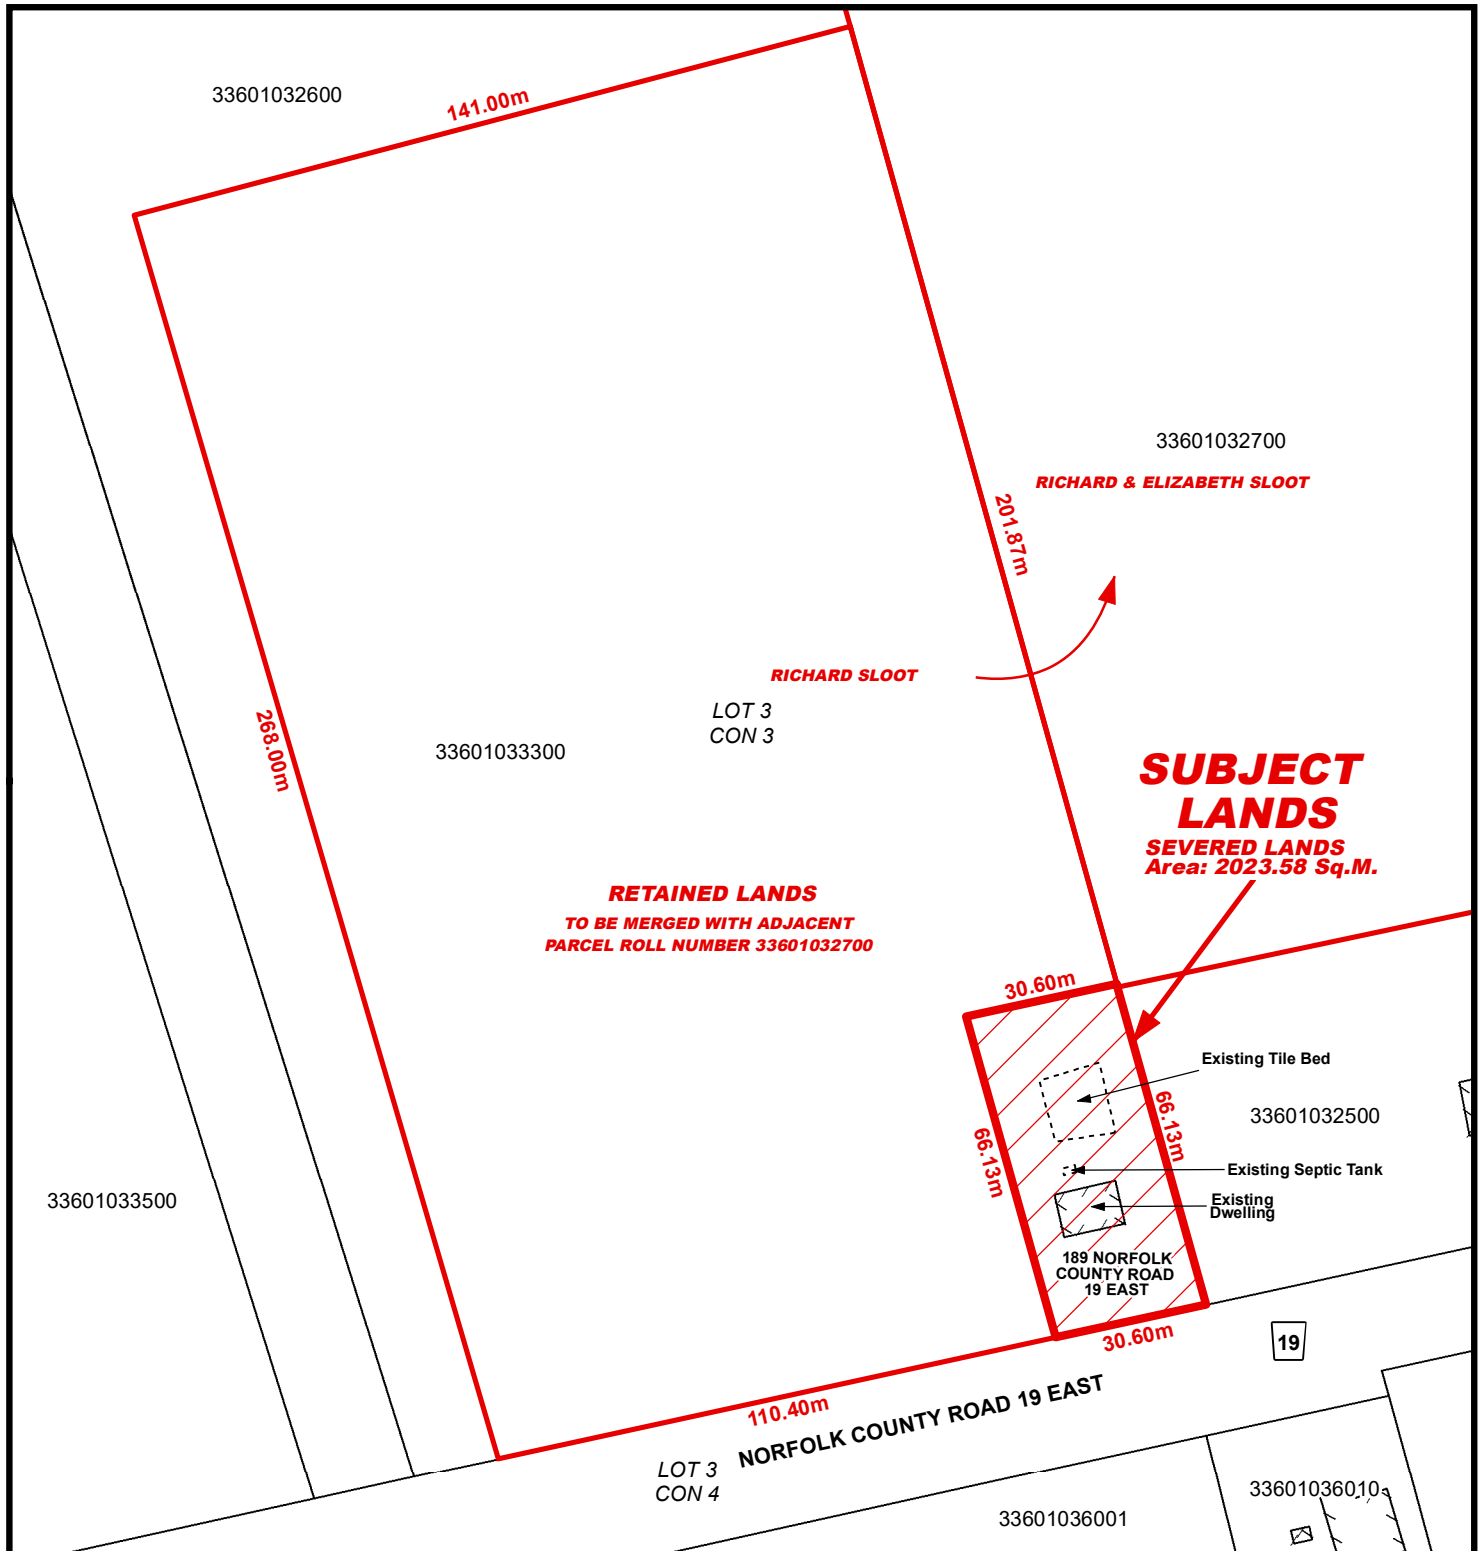 33601032600
141.00m
33601032700
RICHARD & ELIZABETH SLOOT
201.87m
RICHARD SLOOT
LOT 3
CON 3
33601033300
268.00m
SUBJECT
LANDS
SEVERED LANDS
Area: 2023.58 Sq.M.
RETAINED LANDS
TO BE MERGED WITH ADJACENT
PARCEL ROLL NUMBER 33601032700
30.60m
Existing Tile Bed
66.13m
33601032500
66.13m
Existing Septic Tank
33601033500
Existing
Dwelling
189 NORFOLK
COUNTY ROAD
19 EAST
30.60m
19
110.40m
NORFOLK COUNTY ROAD 19 EAST
LOT 3
CON 4
33601036010
33601036001